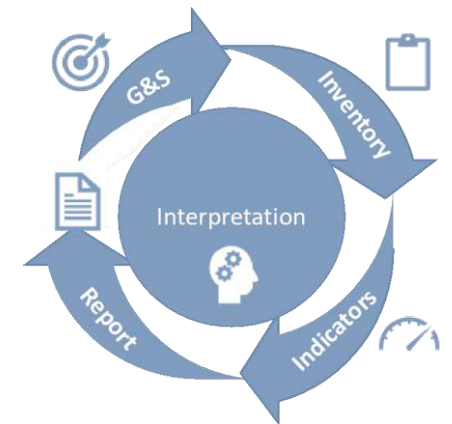 G&S
Inventory
Interpretation
Indicators
Report